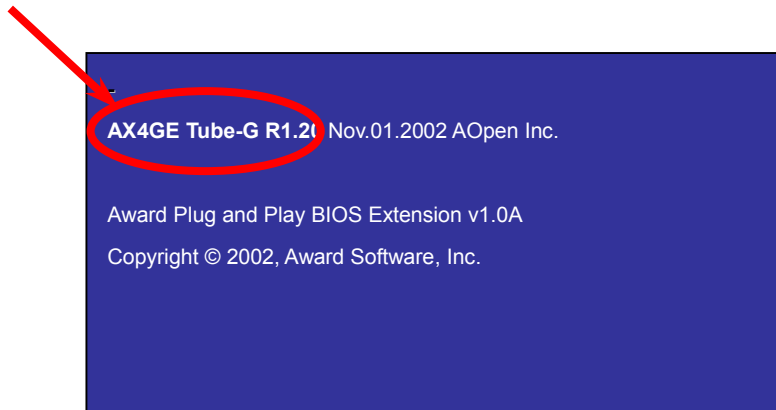 AX4GE Tube-G R1.20 Nov.01.2002 AOpen Inc.
Award Plug and Play BIOS Extension v1.0A
Copyright © 2002, Award Software, Inc.